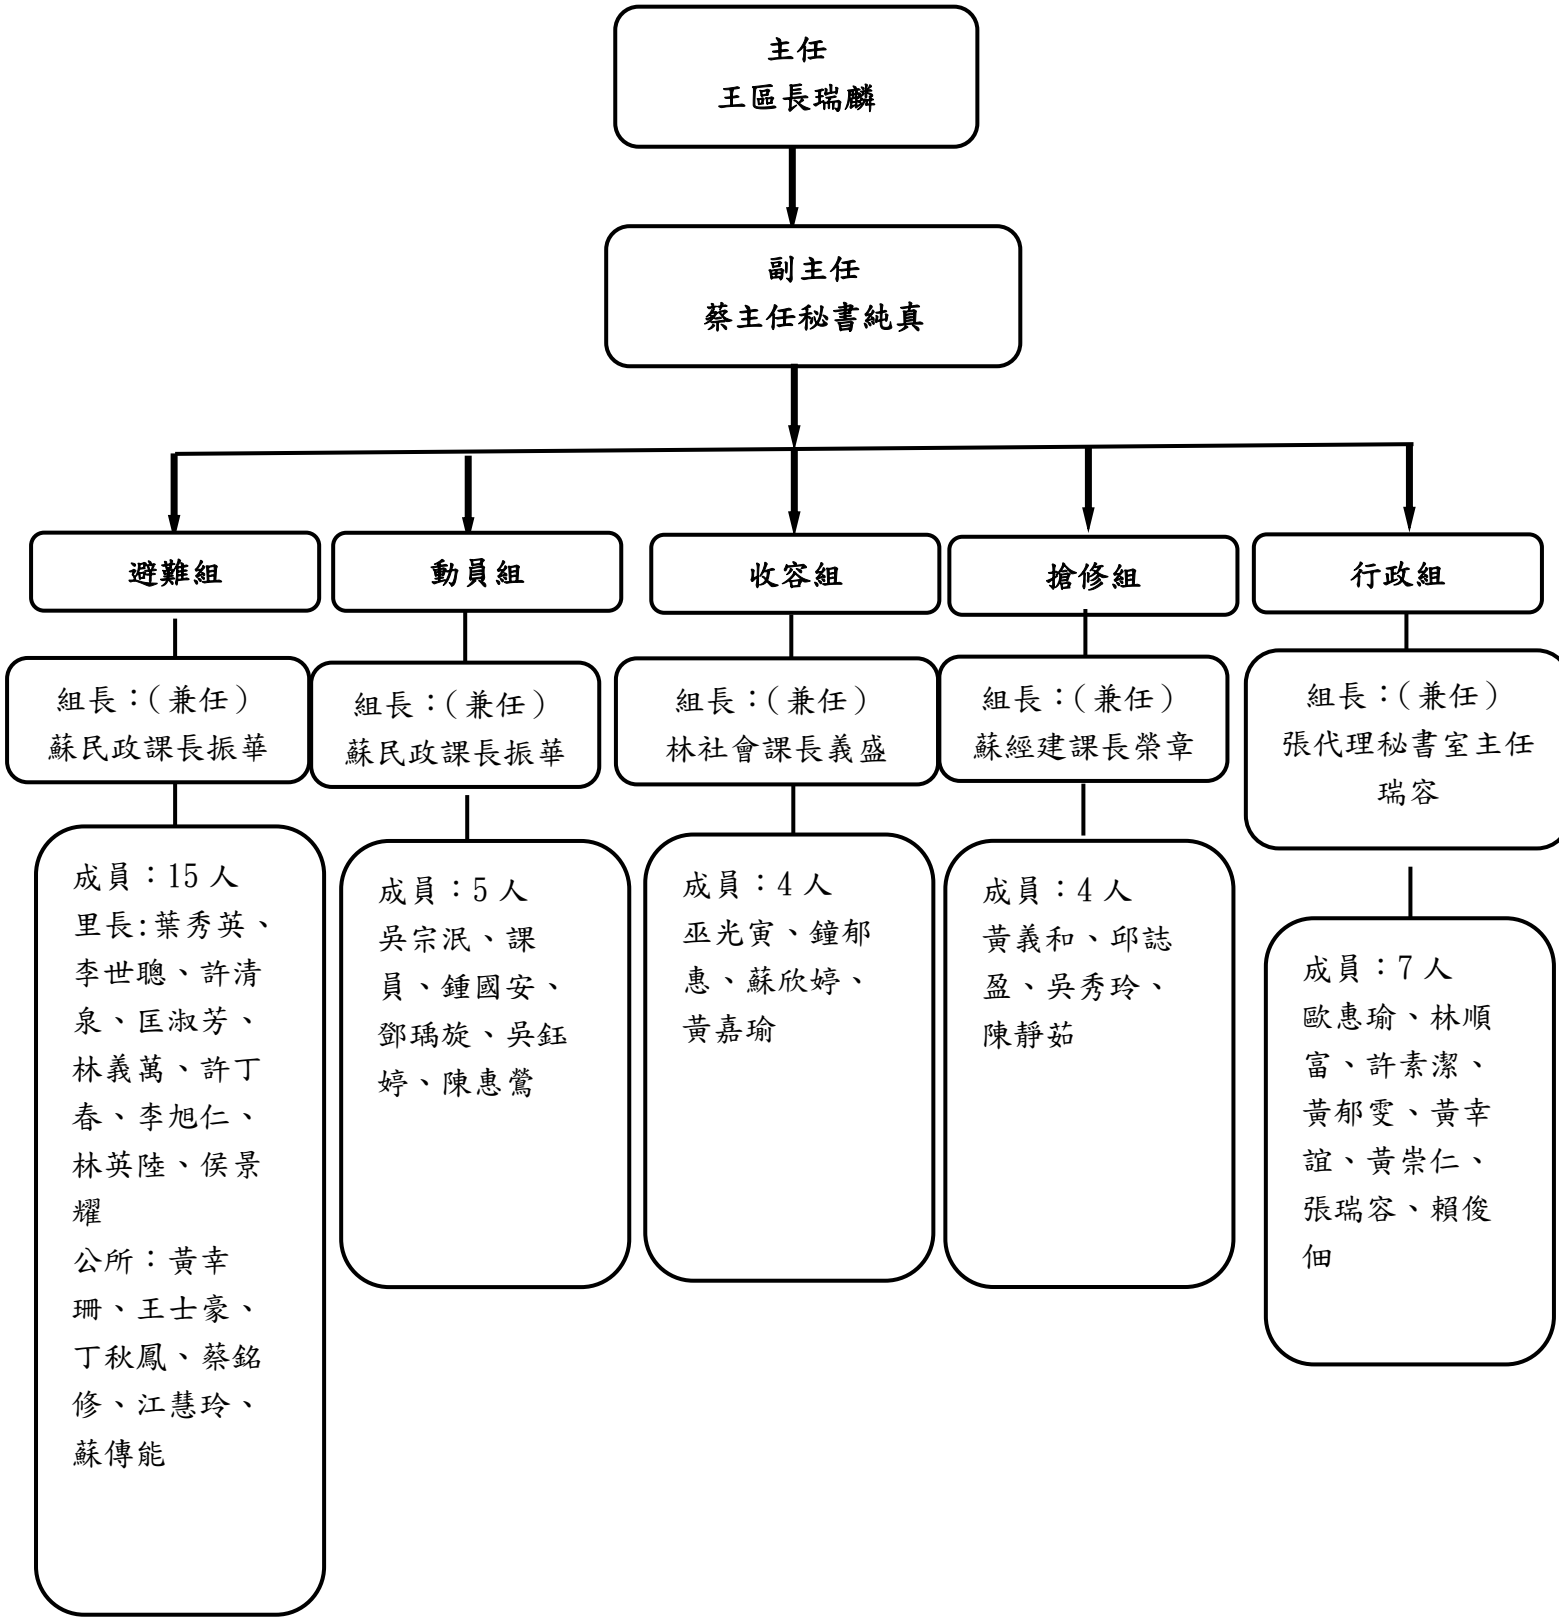 主任
王區長瑞麟
副主任
蔡主任秘書純真
避難組
動員組
收容組
搶修組
行政組
組長：(兼任)
蘇民政課長振華
組長：(兼任)
蘇民政課長振華
組長：(兼任)
林社會課長義盛
組長：(兼任)
蘇經建課長榮章
組長：(兼任)
張代理秘書室主任
瑞容
成員：15 人
里長:葉秀英、
李世聰、許清
泉、匡淑芳、
林義萬、許丁
春、李旭仁、
林英陸、侯景
耀
公所：黃幸
珊、王士豪、
丁秋鳳、蔡銘
修、江慧玲、
蘇傳能
成員：5 人
吳宗泯、課
員、鍾國安、
鄧瑀旋、吳鈺
婷、陳惠鶯
成員：4 人
巫光寅、鐘郁
惠、蘇欣婷、
黃嘉瑜
成員：4 人
黃義和、邱誌
盈、吳秀玲、
陳靜茹
成員：7 人
歐惠瑜、林順
富、許素潔、
黃郁雯、黃幸
誼、黃崇仁、
張瑞容、賴俊
佃